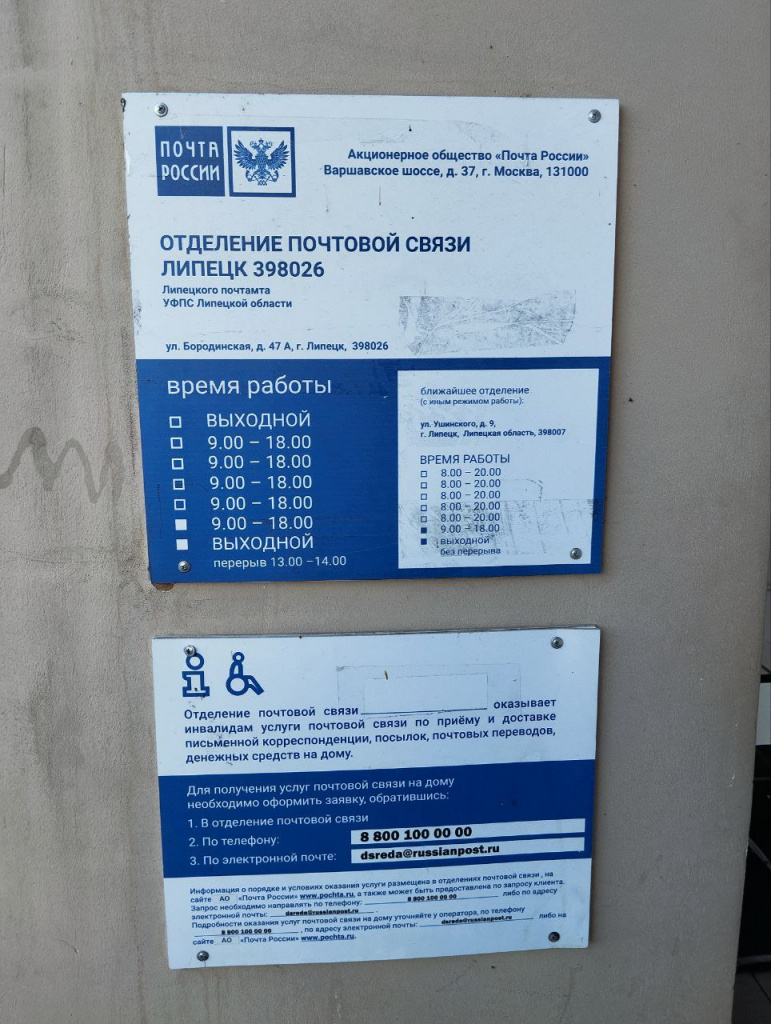 ПОЧТА
РОССИИ
Акционерное общество «Почта России»
Варшавское шоссе, д. 37, г. Москва, 131000
ОТДЕЛЕНИЕ ПОЧТОВОЙ СВЯЗИ
ЛИПЕЦК 398026
Липецкого почтамта
УФПС Липецкой области
ул. Бородинская, д. 47 А, г. Липецк, 398026
время работы
ВЫХОДНОЙ
9.00 – 18.00
9.00 – 18.00
9.00 – 18.00
9.00 – 18.00
9.00 – 18.00
ВЫХОДНОЙ
перерыв 13.00 –14.00
ближайшее отделение
(с иным режимом работы):
ул. Ушинского, д. 9,
г. Липецк, Липецкая область, 398007
ВРЕМЯ РАБОТЫ
8.00 – 20.00
8.00 – 20.00
8.00 – 20.00
8.00 – 20.00
8.00 – 20.00
9.00 – 18.00
выходной
без перерыва
Отделение почтовой связи оказывает
инвалидам услуги почтовой связи по приёму и доставке
письменной корреспонденции, посылок, почтовых переводов,
денежных средств на дому.
Для получения услуг почтовой связи на дому
необходимо оформить заявку, обратившись:
1. В отделение почтовой связи
2. По телефону: 8 800 100 00 00
3. По электронной почте: dsreda@russianpost.ru
Информация о порядке и условиях оказания услуги размещена в отделениях почтовой связи , на
сайте АО «Почта России» www.pochta.ru, а также может быть предоставлена по запросу клиента.
Запрос необходимо направлять по телефону: 8 800 100 00 00 либо по адресу
электронной почты: dsreda@russianpost.ru .
Подробности оказания услуг почтовой связи на дому уточняйте у оператора, по телефону
8 800 100 00 00 , по адресу электронной почты: dsreda@russianpost.ru либо на
сайте АО «Почта России» www.pochta.ru.